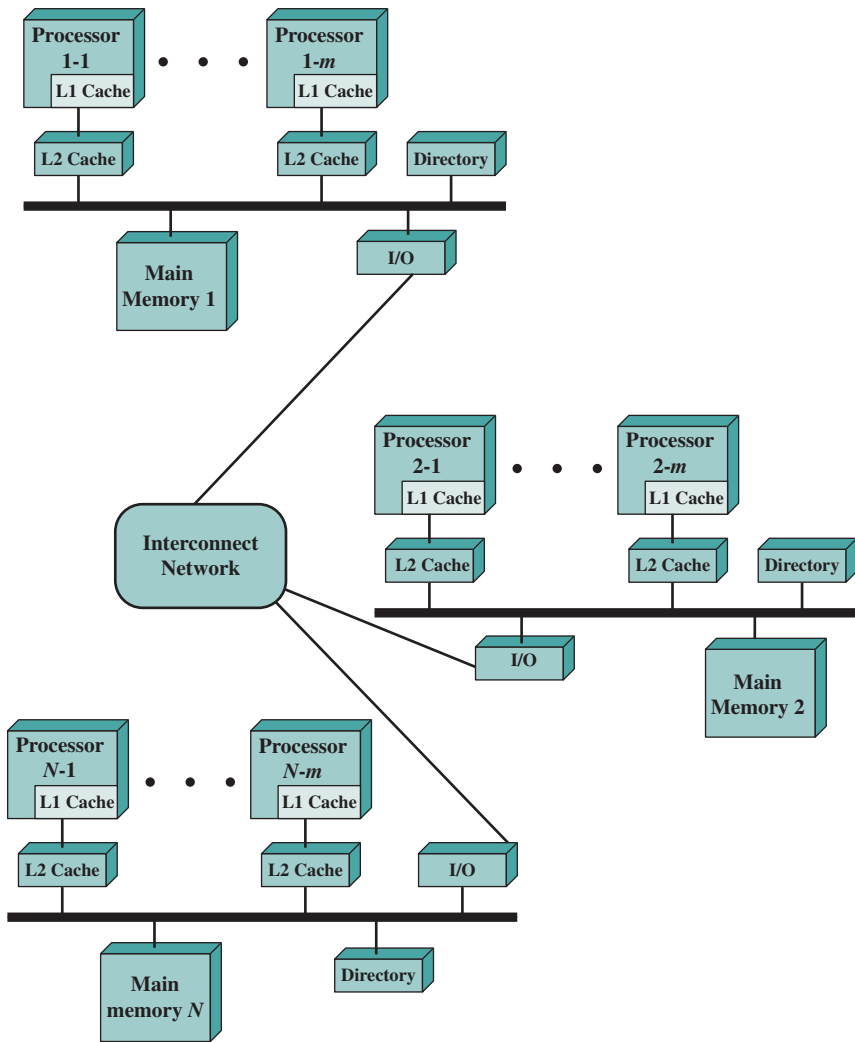 Processor
1-1
L1 Cache
L2 Cache
Processor
1-m
L1 Cache
L2 Cache
Directory
Main
Memory 1
I/O
Interconnect
Network
Processor
2-1
L1 Cache
L2 Cache
Processor
2-m
L1 Cache
L2 Cache
Directory
I/O
Main
Memory 2
Processor
N-1
L1 Cache
L2 Cache
Processor
N-m
L1 Cache
L2 Cache
I/O
Main
memory N
Directory